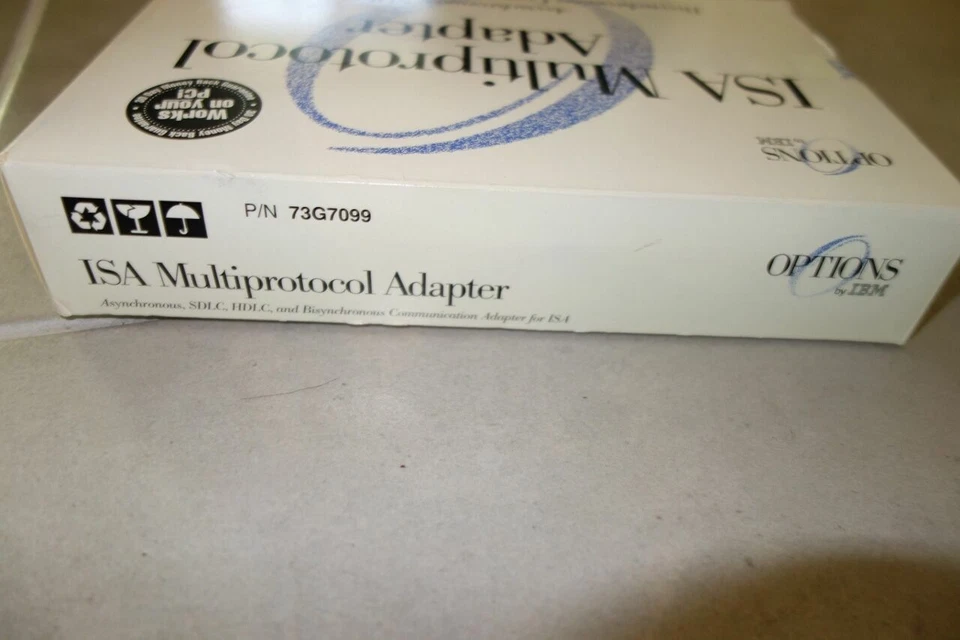 ISA Multiprotocol
Adapter
Works
on your
PC!
OPTIONS
by IBM
P/N 73G7099
ISA Multiprotocol Adapter
Asynchronous, SDLC, HDLC, and Bisynchronous Communication Adapter for ISA
OPTIONS
by IBM